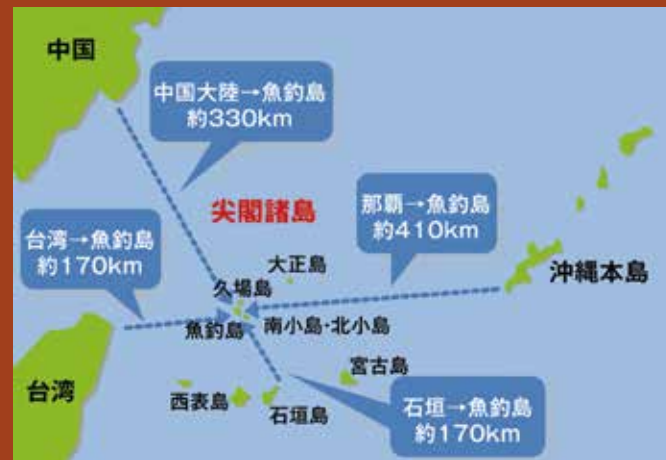 中国
中国大陸→魚釣島
約330km
尖閣諸島
那覇→魚釣島
約410km
台湾→魚釣島
約170km
大正島
久場島
沖縄本島
魚釣島
南小島・北小島
宮古島
台湾
西表島
石垣島
石垣→魚釣島
約170km